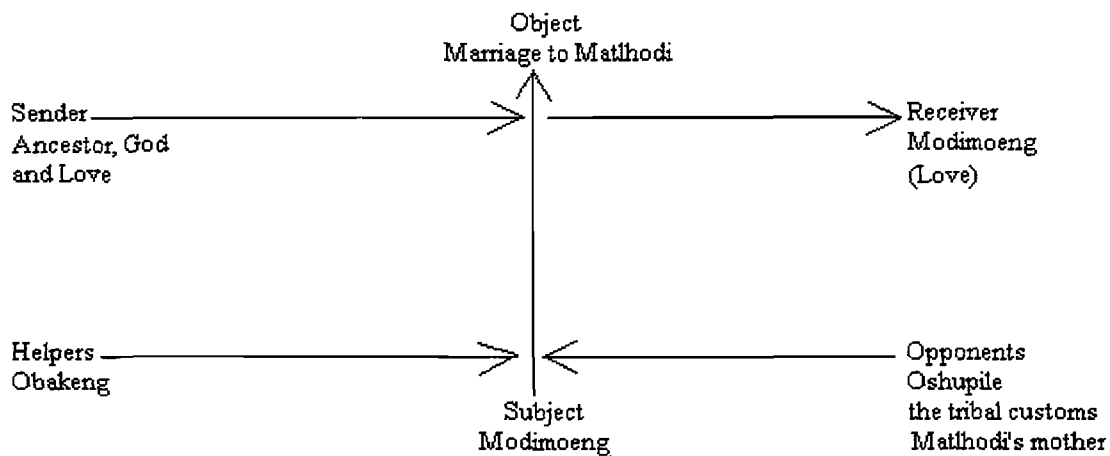 Object
Marriage to Matlhodi
Sender
Ancestor, God
and Love
Receiver
Modimoeng
(Love)
Helpers
Obakeng
Opponents
Oshupile
the tribal customs
Matlhodi's mother
Subject
Modimoeng